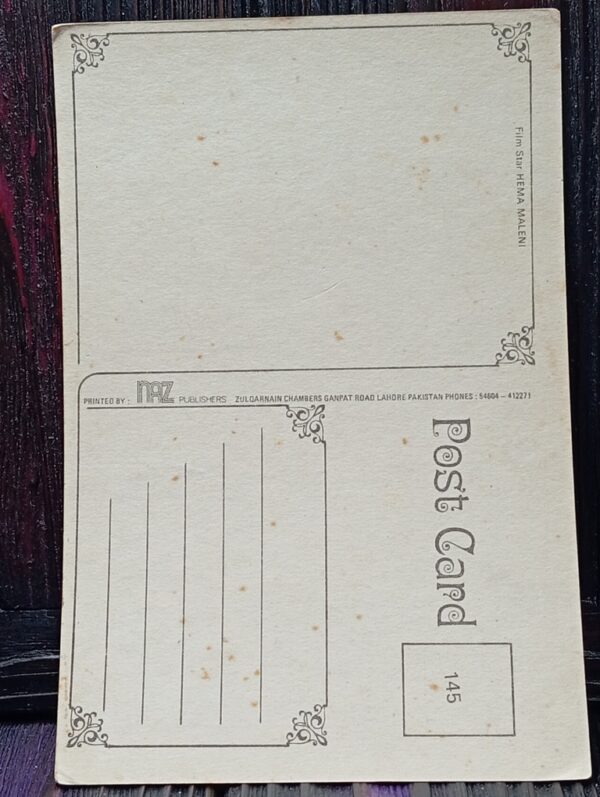 Film Star HEMA MALENI
PRINTED BY : naz PUBLISHERS ZULQARNAIN CHAMBERS GANPAT ROAD LAHORE PAKISTAN PHONES : 54604 – 412271
Post Card
145